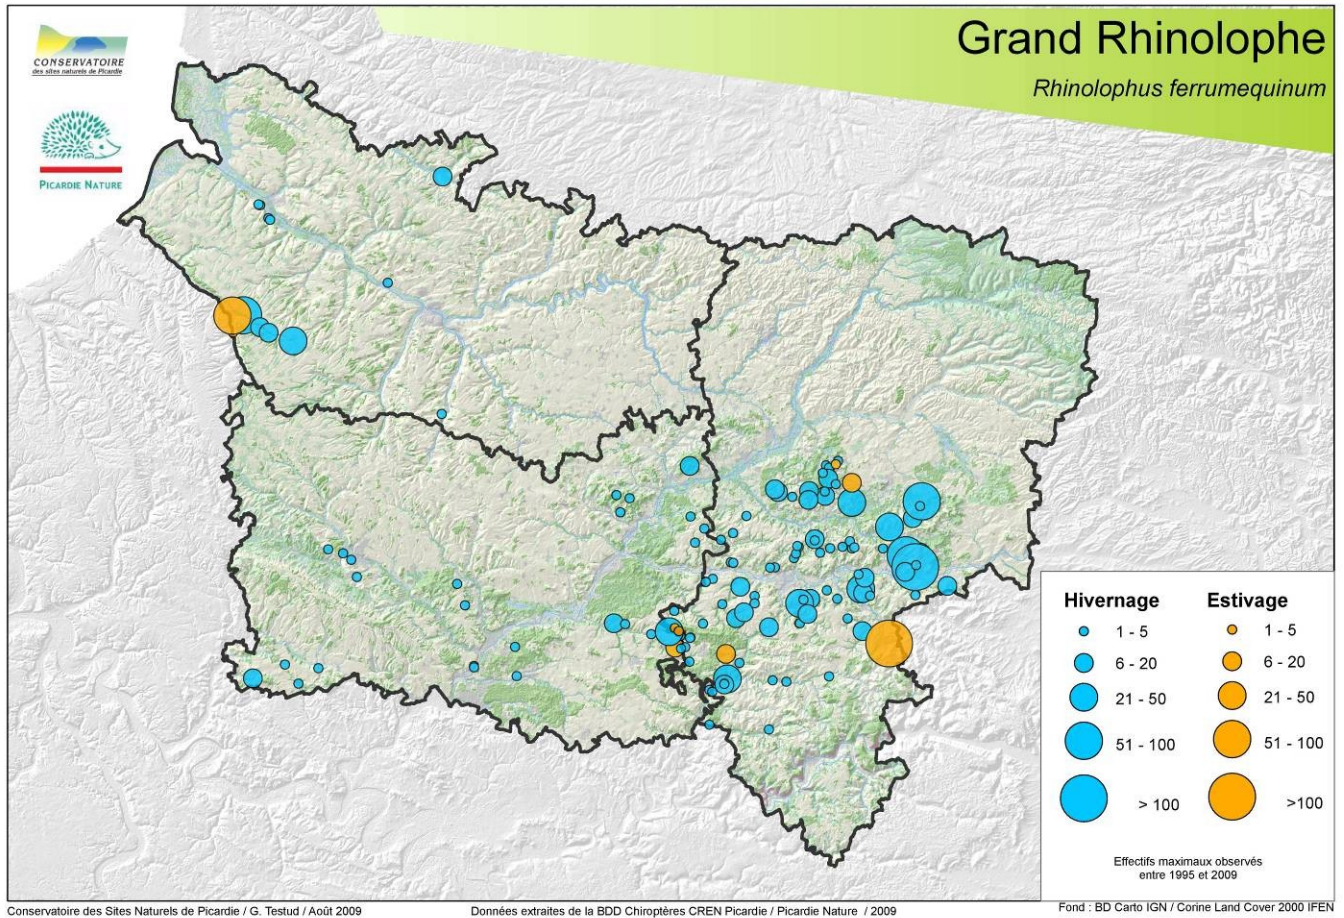 Grand Rhinolophe
Rhinolophus ferrumequinum
CONSERVATOIRE
des sites naturels de Picardie
PICARDIE NATURE
Hivernage
Estivage
1 - 5
1 - 5
6 - 20
6 - 20
21 - 50
21 - 50
51 - 100
51 - 100
> 100
>100
Effectifs maximaux observés
entre 1995 et 2009
Conservatoire des Sites Naturels de Picardie / G. Testud / Août 2009
Données extraites de la BDD Chiroptères CREN Picardie / Picardie Nature / 2009
Fond : BD Carto IGN / Corine Land Cover 2000 IFEN